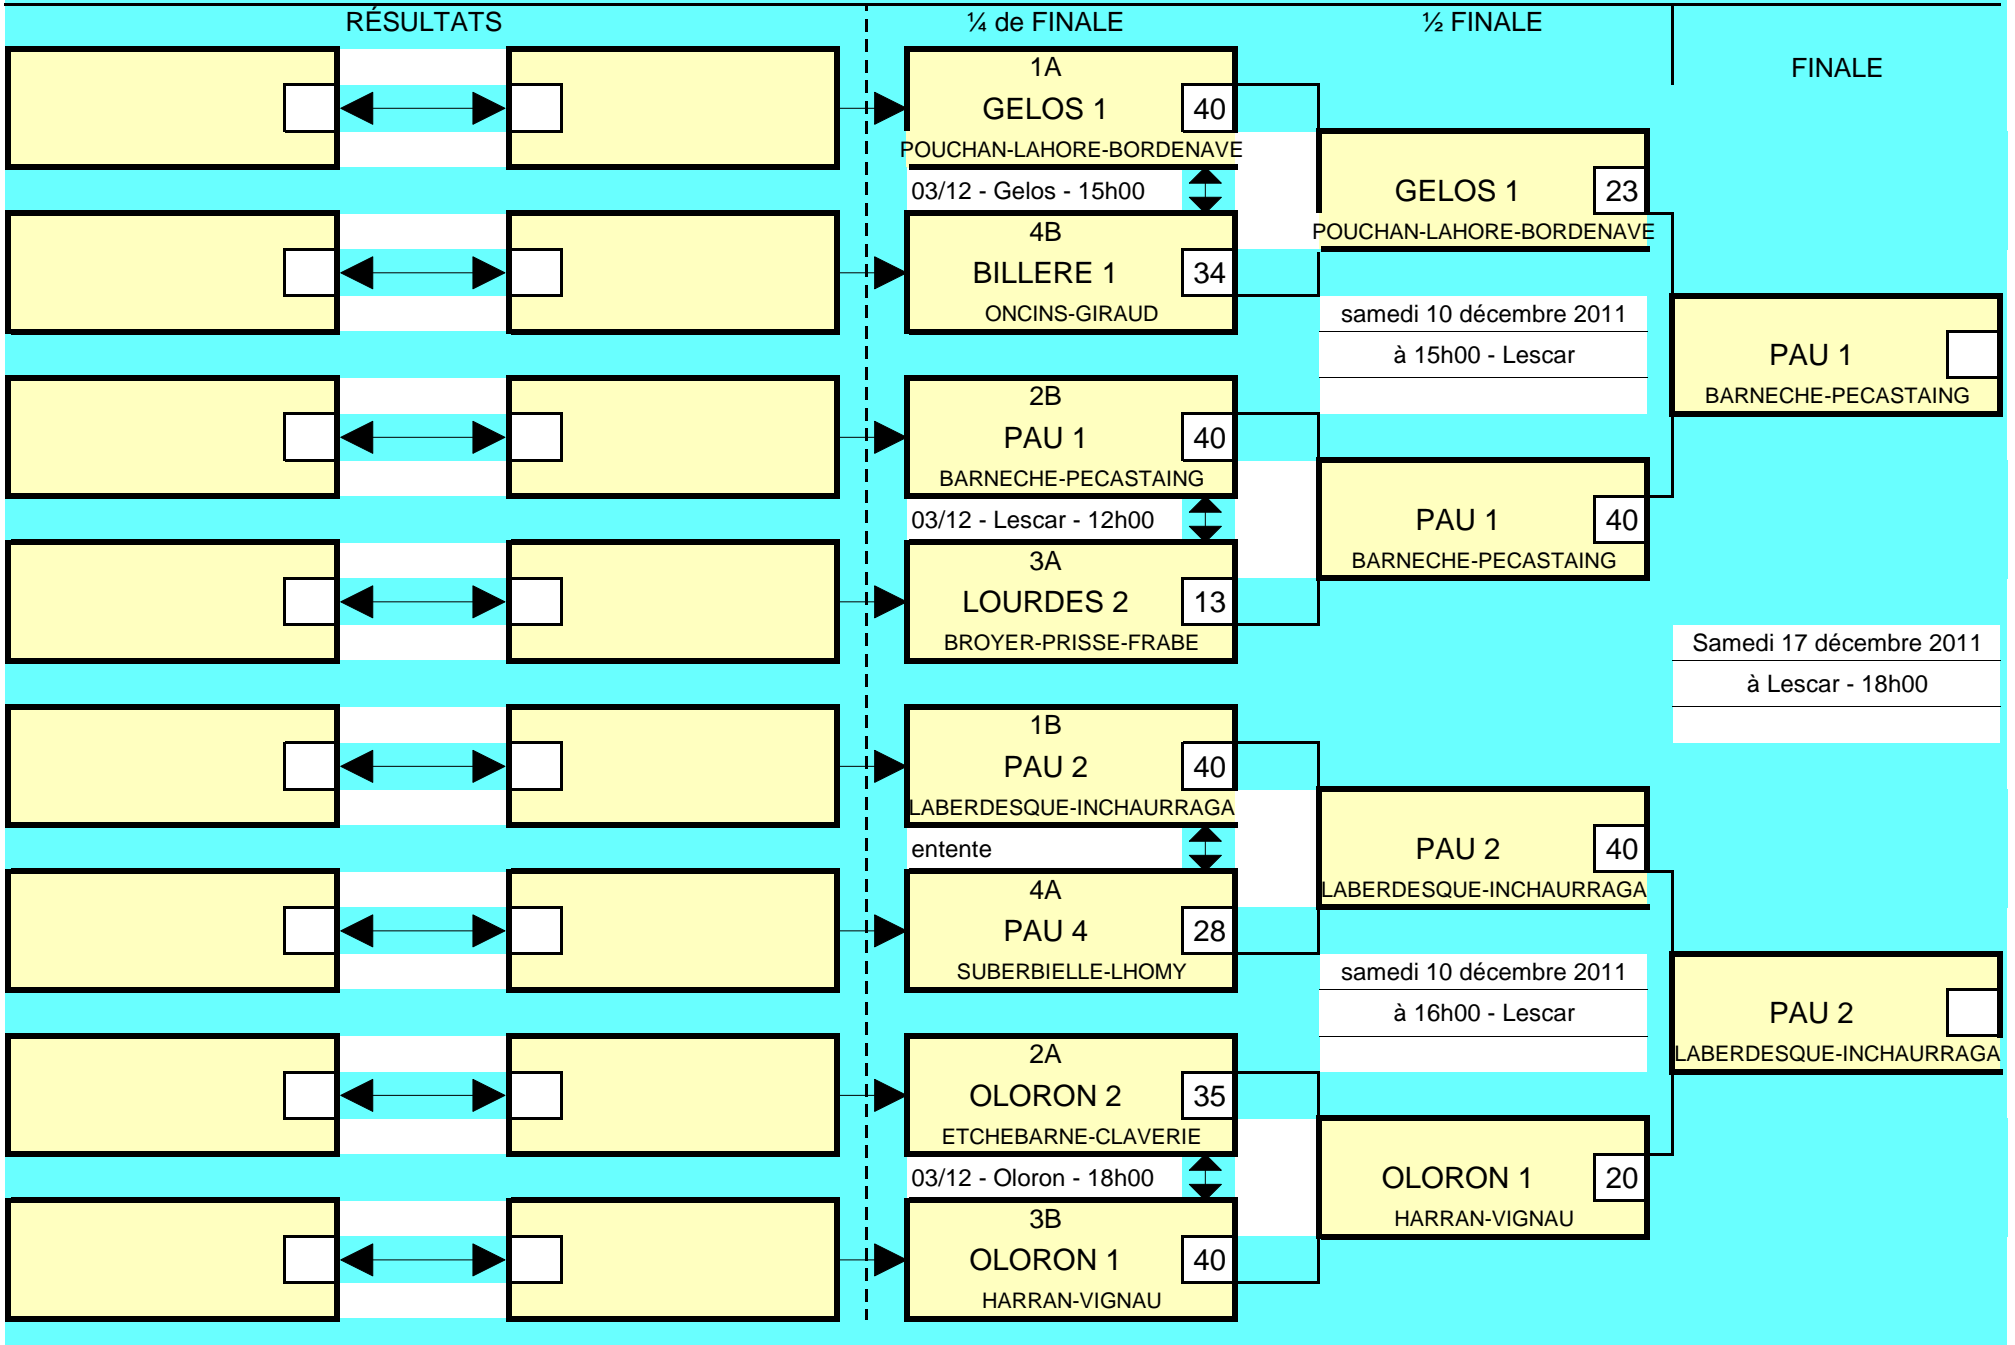 RÉSULTATS
¼ de FINALE
½ FINALE
FINALE
1A
GELOS 1
40
POUCHAN-LAHORE-BORDENAVE
03/12 - Gelos - 15h00
4B
BILLERE 1
34
ONCINS-GIRAUD
2B
PAU 1
40
BARNECHE-PECASTAING
03/12 - Lescar - 12h00
3A
LOURDES 2
13
BROYER-PRISSE-FRABE
1B
PAU 2
40
LABERDESQUE-INCHAURRAGA
entente
4A
PAU 4
28
SUBERBIELLE-LHOMY
2A
OLORON 2
35
ETCHEBARNE-CLAVERIE
03/12 - Oloron - 18h00
3B
OLORON 1
40
HARRAN-VIGNAU
GELOS 1
23
POUCHAN-LAHORE-BORDENAVE
samedi 10 décembre 2011
à 15h00 - Lescar
PAU 1
40
BARNECHE-PECASTAING
PAU 2
40
LABERDESQUE-INCHAURRAGA
samedi 10 décembre 2011
à 16h00 - Lescar
OLORON 1
20
HARRAN-VIGNAU
PAU 1
BARNECHE-PECASTAING
Samedi 17 décembre 2011
à Lescar - 18h00
PAU 2
LABERDESQUE-INCHAURRAGA